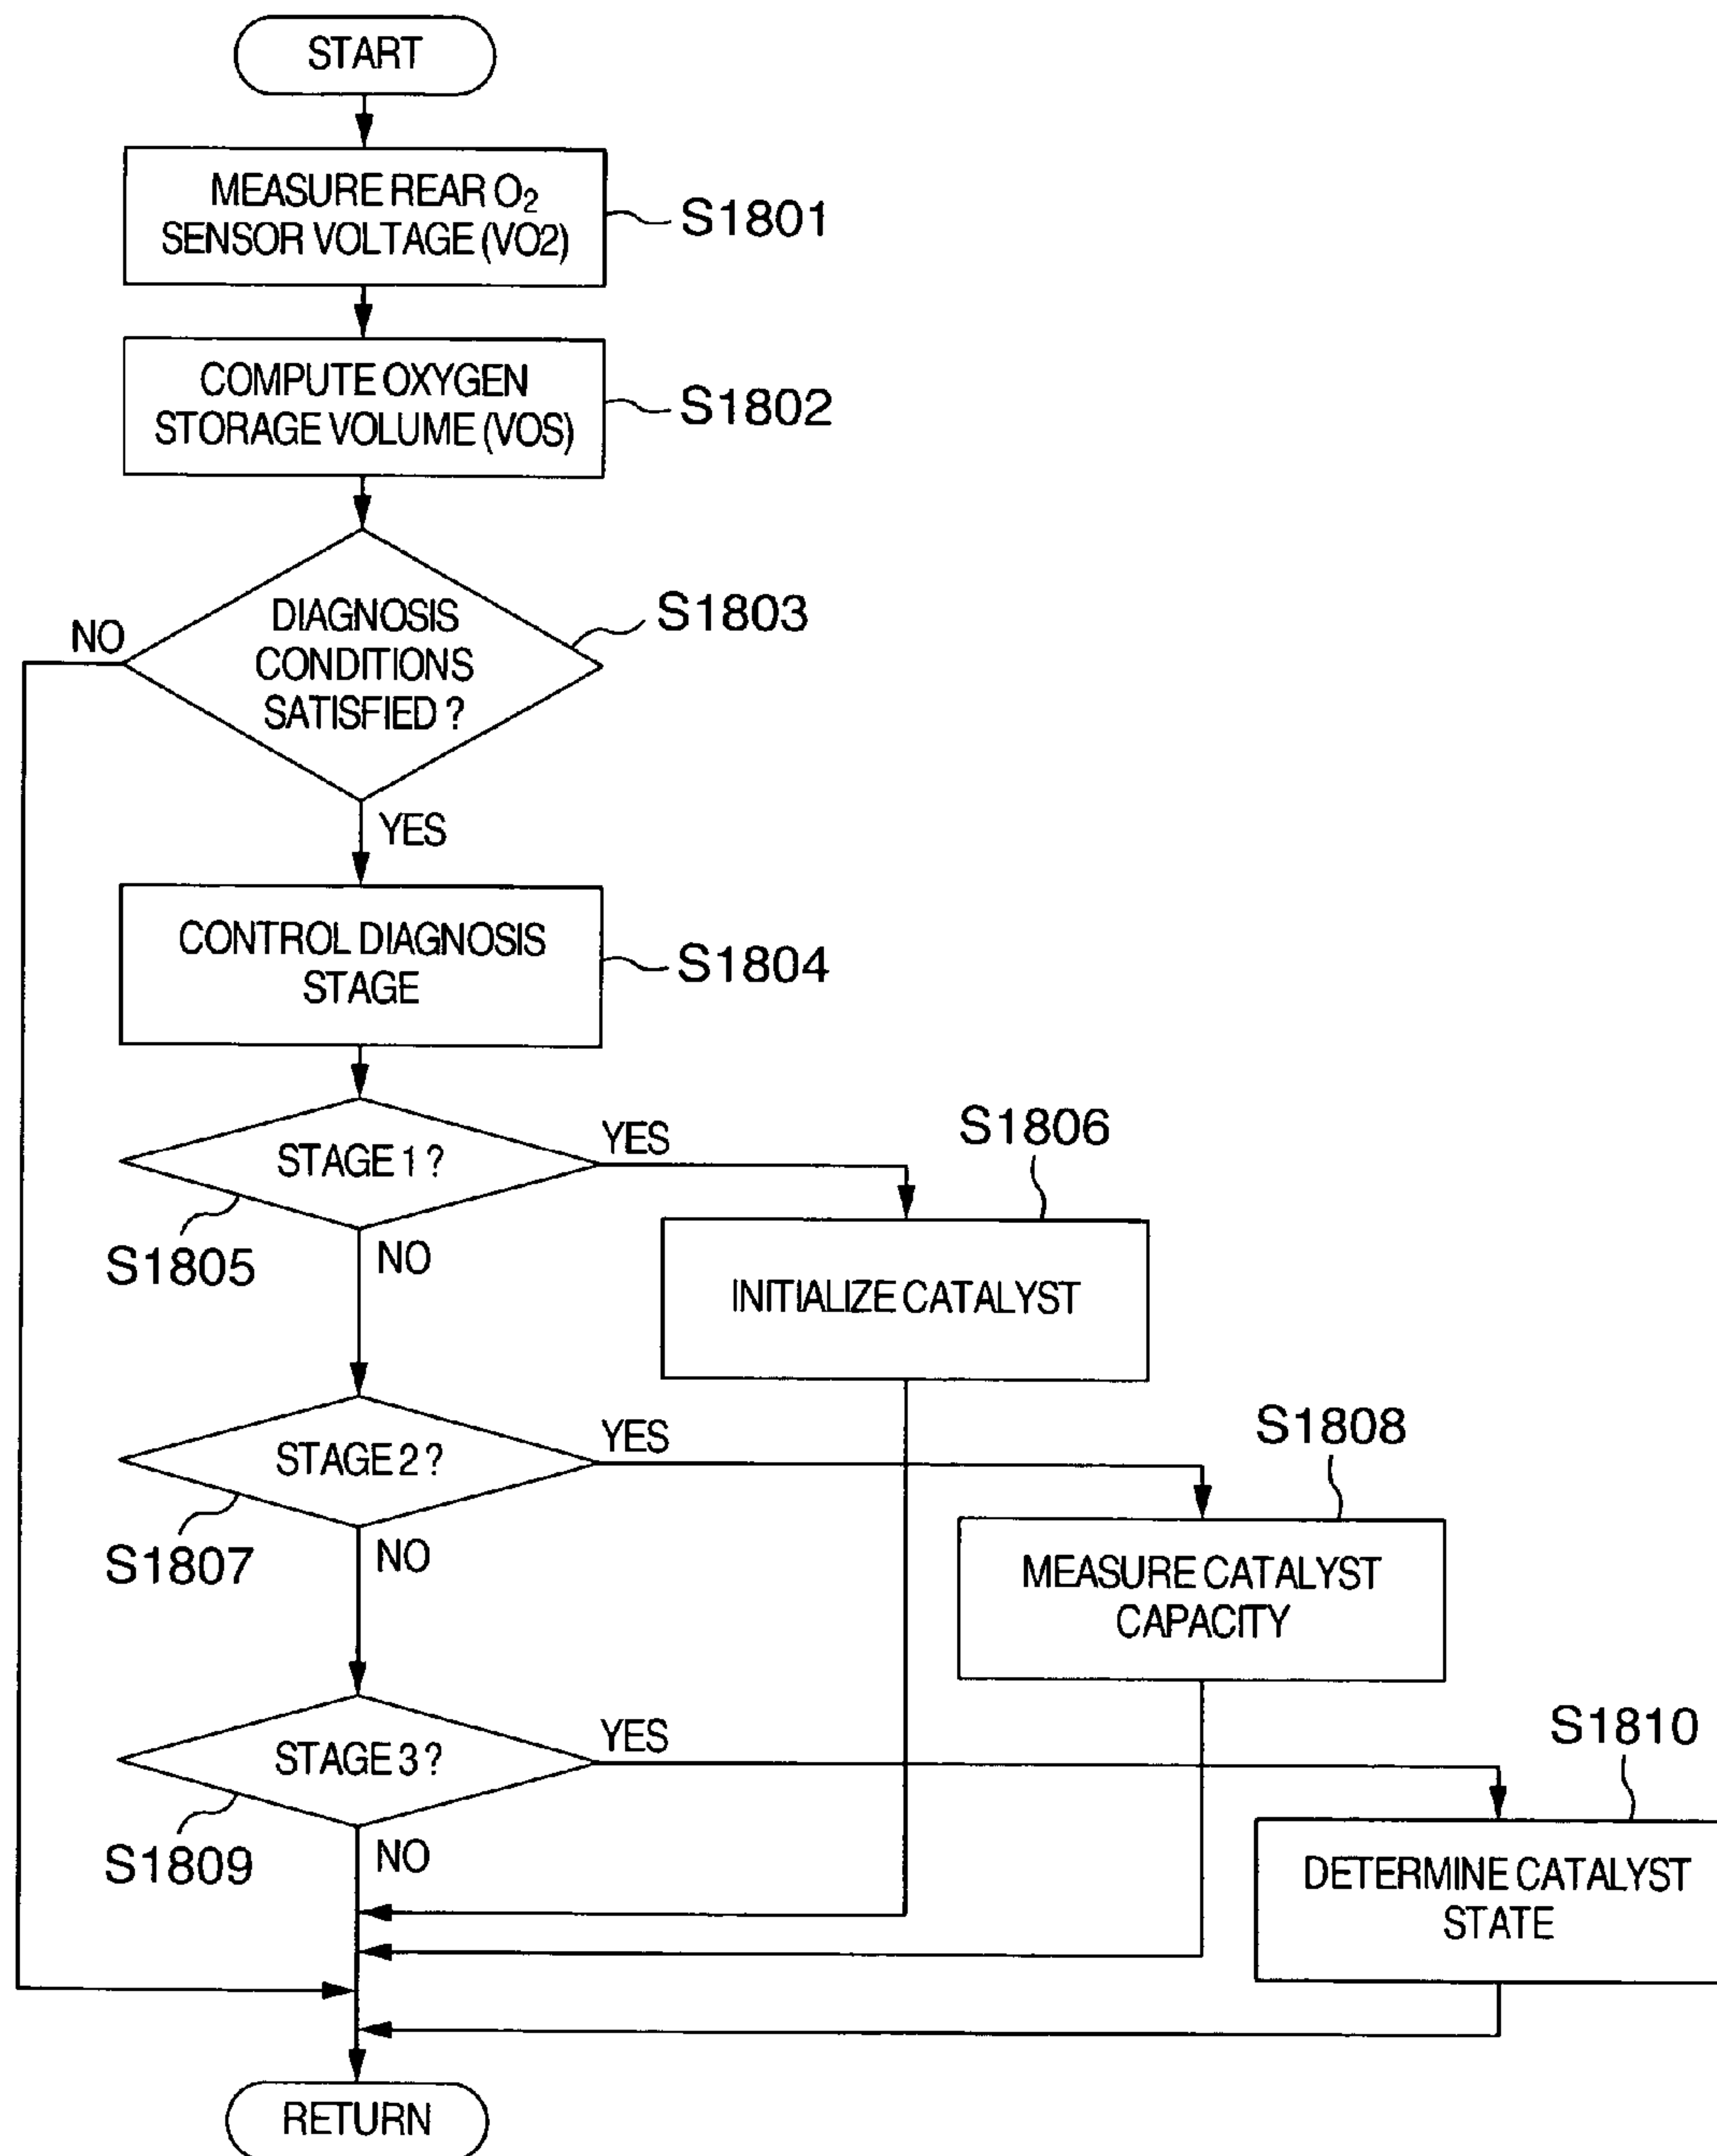 START
MEASURE REAR O₂
SENSOR VOLTAGE (VO2)
S1801
COMPUTE OXYGEN
STORAGE VOLUME (VOS)
S1802
DIAGNOSIS
CONDITIONS
SATISFIED ?
S1803
NO
YES
CONTROL DIAGNOSIS
STAGE
S1804
STAGE 1 ?
YES
S1805
NO
S1806
INITIALIZE CATALYST
STAGE 2 ?
YES
S1807
NO
S1808
MEASURE CATALYST
CAPACITY
STAGE 3 ?
YES
S1809
NO
S1810
DETERMINE CATALYST
STATE
RETURN